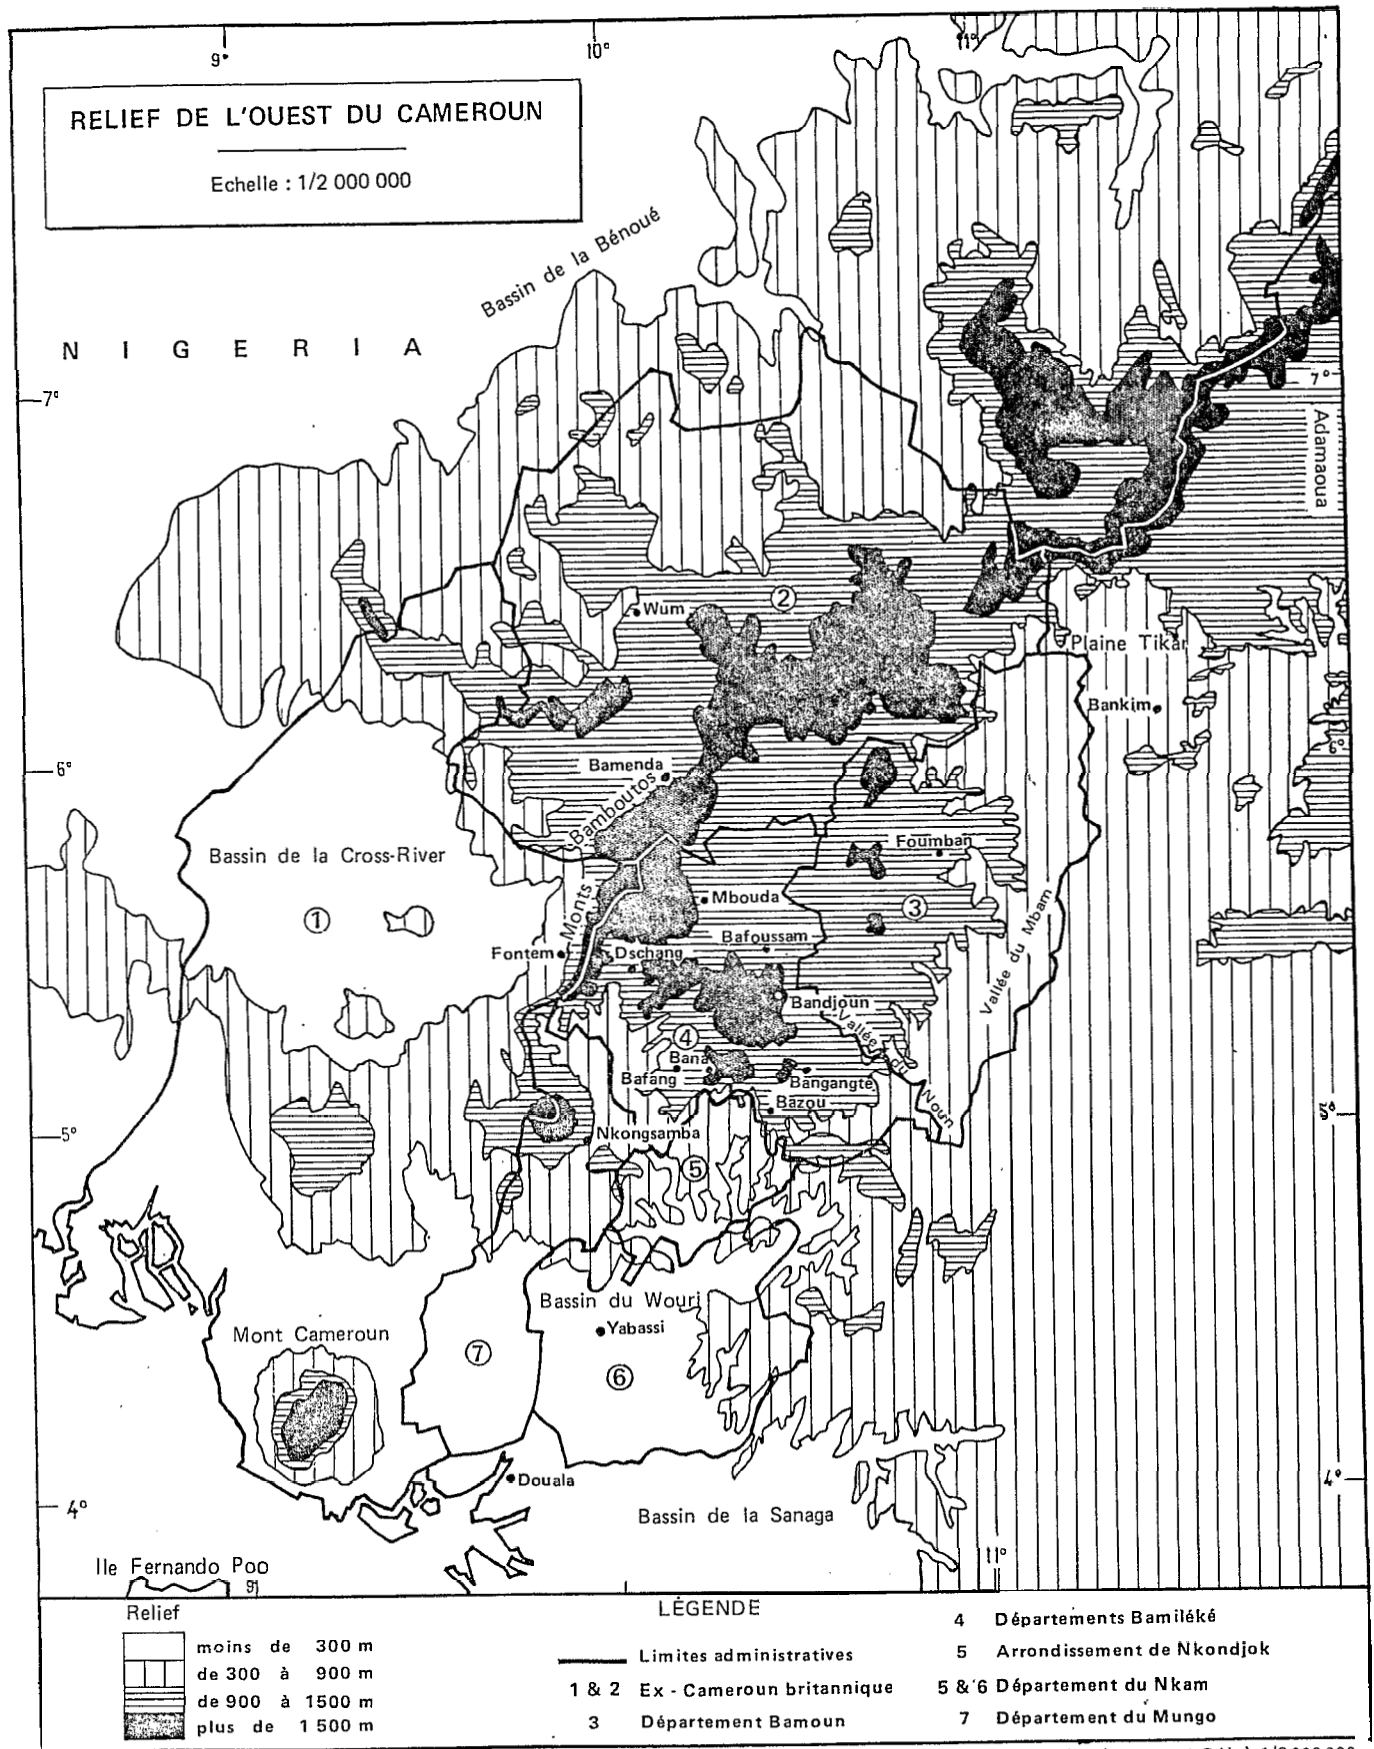 9°
10°
11°
RELIEF DE L'OUEST DU CAMEROUN
Echelle : 1/2 000 000
Bassin de la Bénoué
NIGERIA
7°
7°
Adamaoua
②
Wum
Plaine Tikar
Bankim
6°
6°
Bamenda
Monts Bamboutos
Bassin de la Cross-River
①
Foumban
③
Mbouda
Bafoussam
Fontem
Dschang
Vallée du Mbam
Bandjoun
Vallée du Noun
④
Bana
Bafang
Bangangté
Bazou
5°
5°
Nkongsamba
⑤
Bassin du Wouri
Yabassi
Mont Cameroun
⑦
⑥
Douala
4°
4°
Bassin de la Sanaga
Ile Fernando Poo
9°
11°
Relief
moins de 300 m
de 300 à 900 m
de 900 à 1500 m
plus de 1 500 m
LÉGENDE
Limites administratives
1 & 2 Ex - Cameroun britannique
3 Département Bamoun
4 Départements Bamiléké
5 Arrondissement de Nkondjok
5 & 6 Département du Nkam
7 Département du Mungo